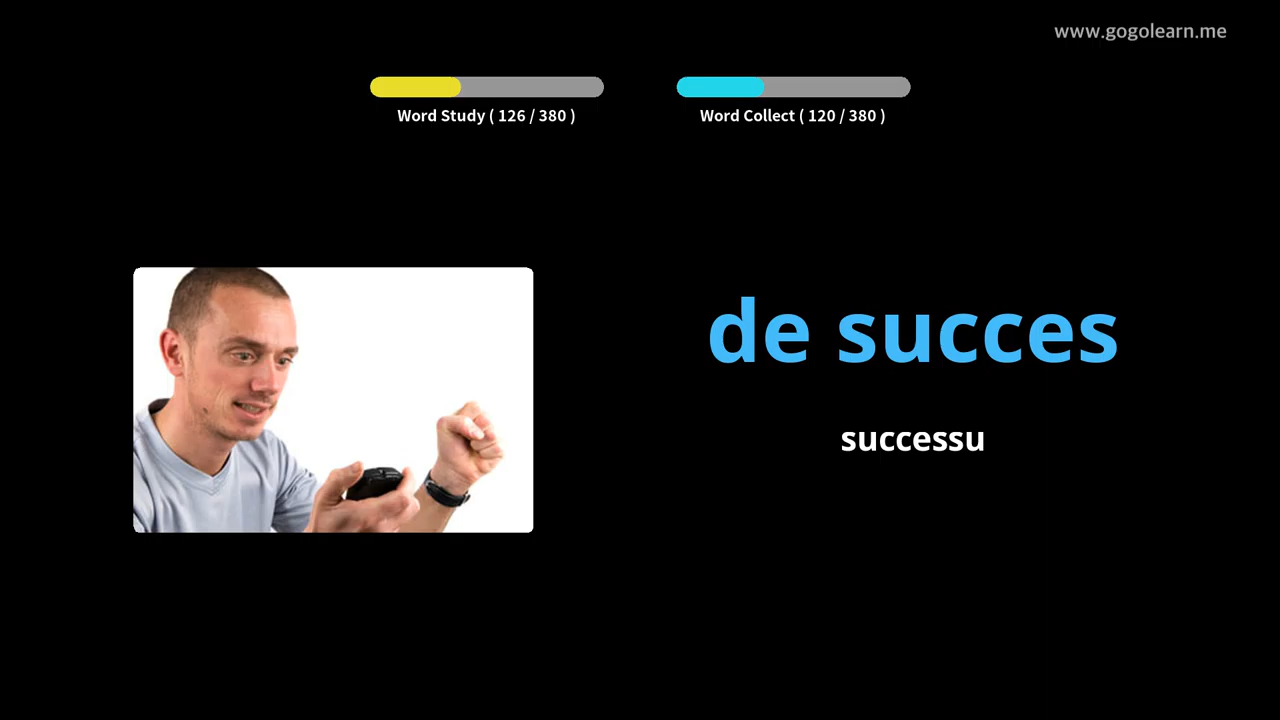 www.gogolearn.me
Word Study ( 126 / 380 )
Word Collect ( 120 / 380 )
de succes
successu